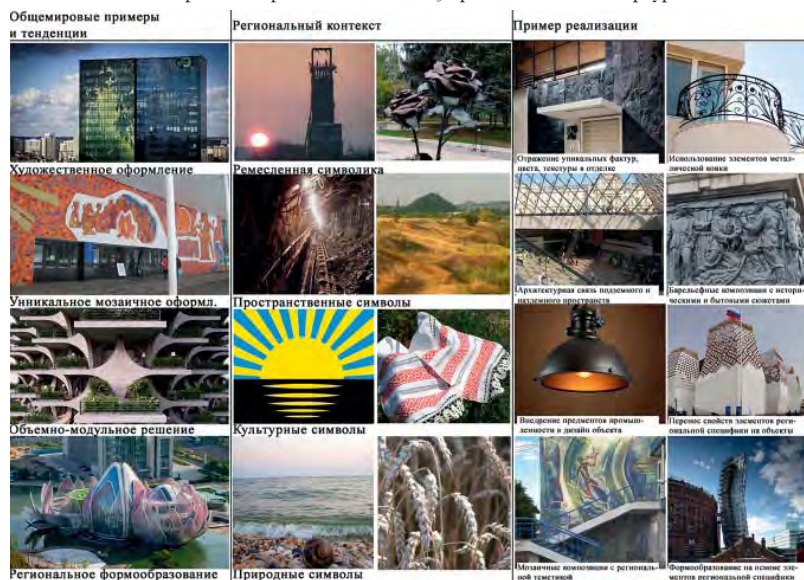 Общемировые примеры
и тенденции
Региональный контекст
Пример реализации
Художественное оформление
Ремесленная символика
Отражение уникальных фактур,
цвета, текстуры в отделке
Использование элементов метал-
лической ковки
Унникальное мозаичное оформл.
Пространственные символы
Архитектурная связь подземного и
наземного пространств
Барельефные композиции с истори-
ческими и бытовыми сюжетами
Объемно-модульное решение
Культурные символы
Внедрение предметов промыш-
ленности и дизайн объекта
Перенос свойств элементов реги-
ональной специфики на объекты
Региональное формообразование
Природные символы
Мозаичные композиции с региональ-
ной тематикой
Формообразование на основе эле-
ментов региональной специфики